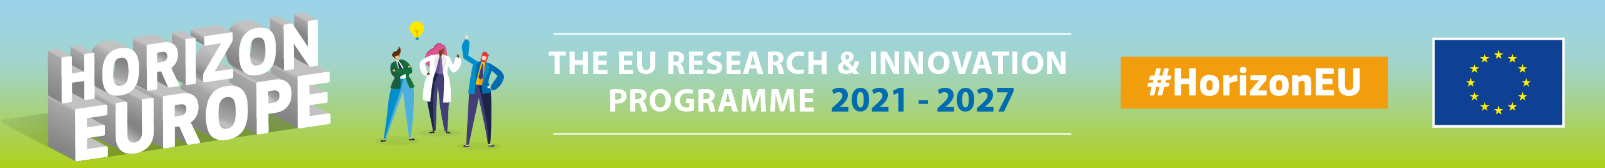 HORIZON
EUROPE
THE EU RESEARCH & INNOVATION
PROGRAMME 2021 - 2027
#HorizonEU